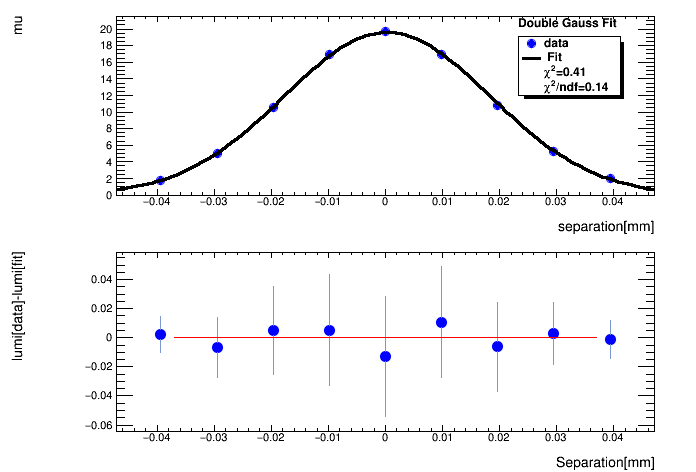 mu
Double Gauss Fit
data
Fit
χ²=0.41
χ²/ndf=0.14
20
18
16
14
12
10
8
6
4
2
0
−0.04 −0.03 −0.02 −0.01 0 0.01 0.02 0.03 0.04
separation[mm]
lumi[data]-lumi[fit]
0.04
0.02
0
−0.02
−0.04
−0.06
−0.04 −0.03 −0.02 −0.01 0 0.01 0.02 0.03 0.04
Separation[mm]